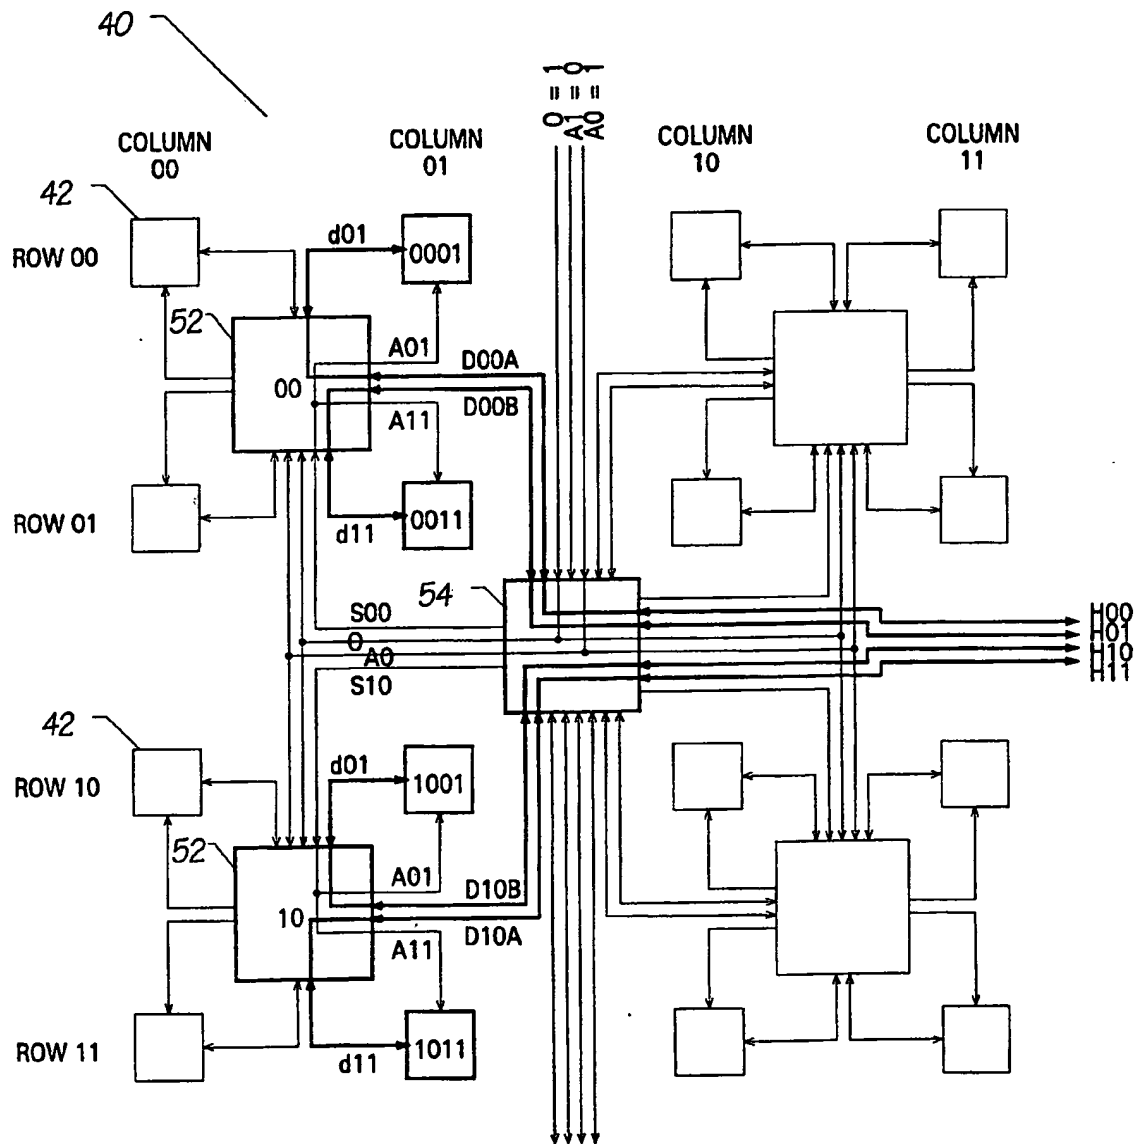 40
O = 1
A1 = 0
A0 = 1
COLUMN
00
COLUMN
01
COLUMN
10
COLUMN
11
42
ROW 00
d01
0001
52
A01
D00A
00
D00B
A11
ROW 01
d11
0011
54
S00
O
A0
S10
H00
H01
H10
H11
42
ROW 10
d01
1001
52
A01
D10B
10
D10A
A11
ROW 11
d11
1011